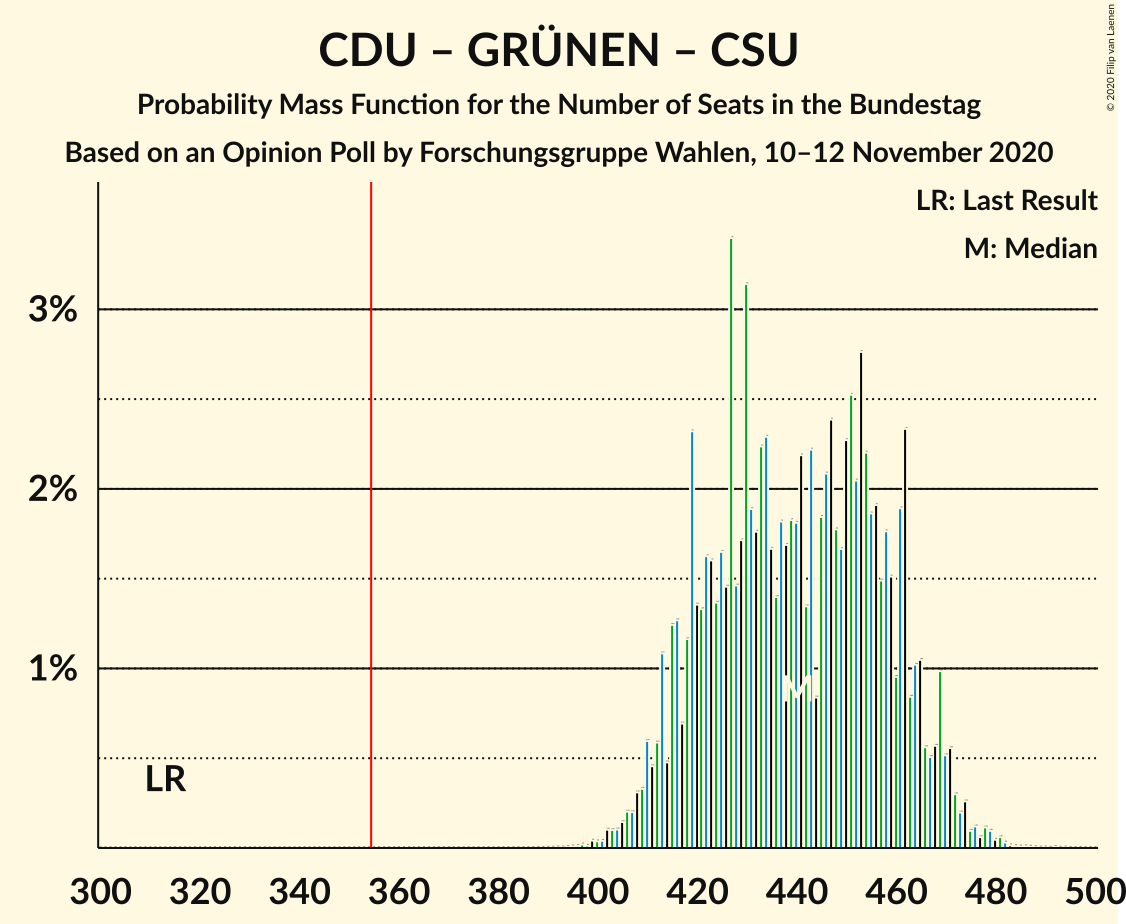 CDU – GRÜNEN – CSU
Probability Mass Function for the Number of Seats in the Bundestag
Based on an Opinion Poll by Forschungsgruppe Wahlen, 10–12 November 2020
© 2020 Filip van Laenen
LR: Last Result
M: Median
3%
2%
1%
M
LR
300 320 340 360 380 400 420 440 460 480 500